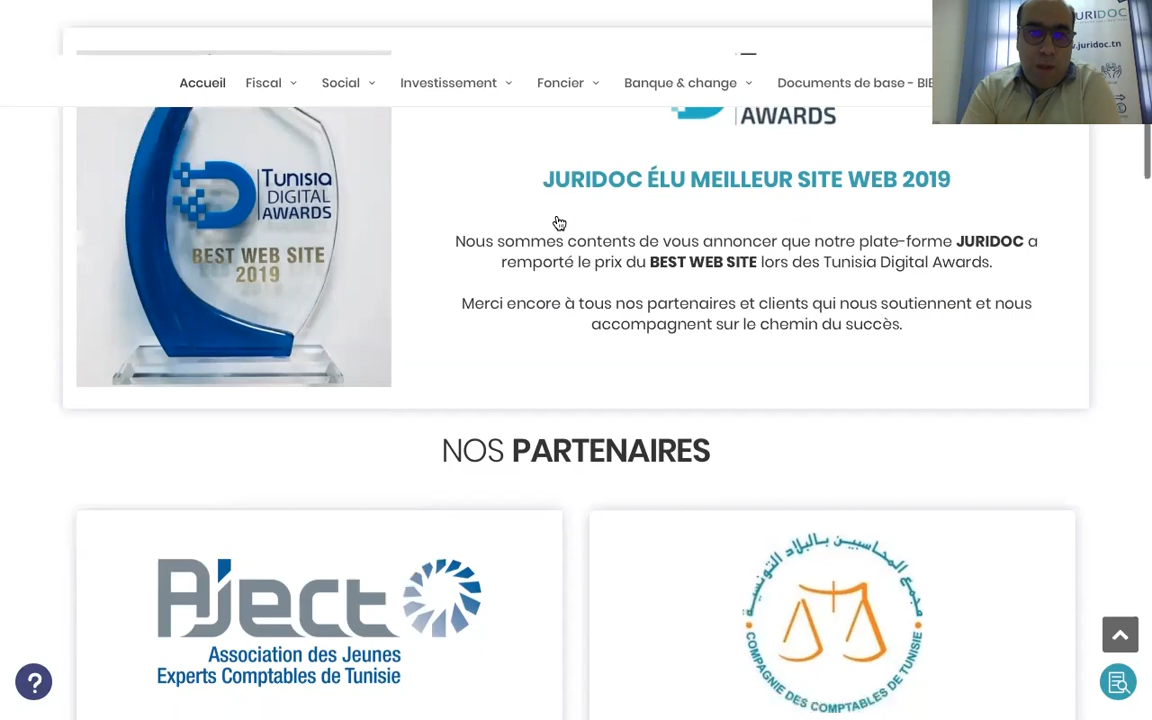 JURIDOC
.juridoc.tn
Accueil Fiscal Social Investissement Foncier Banque & change Documents de base - BIE
AWARDS
Tunisia
DIGITAL
AWARDS
BEST WEB SITE
2019
JURIDOC ÉLU MEILLEUR SITE WEB 2019
Nous sommes contents de vous annoncer que notre plate-forme JURIDOC a
remporté le prix du BEST WEB SITE lors des Tunisia Digital Awards.
Merci encore à tous nos partenaires et clients qui nous soutiennent et nous
accompagnent sur le chemin du succès.
NOS PARTENAIRES
Aject
Association des Jeunes
Experts Comptables de Tunisie
مجمع المحاسبين بالبلاد التونسية
COMPAGNIE DES COMPTABLES DE TUNISIE
?